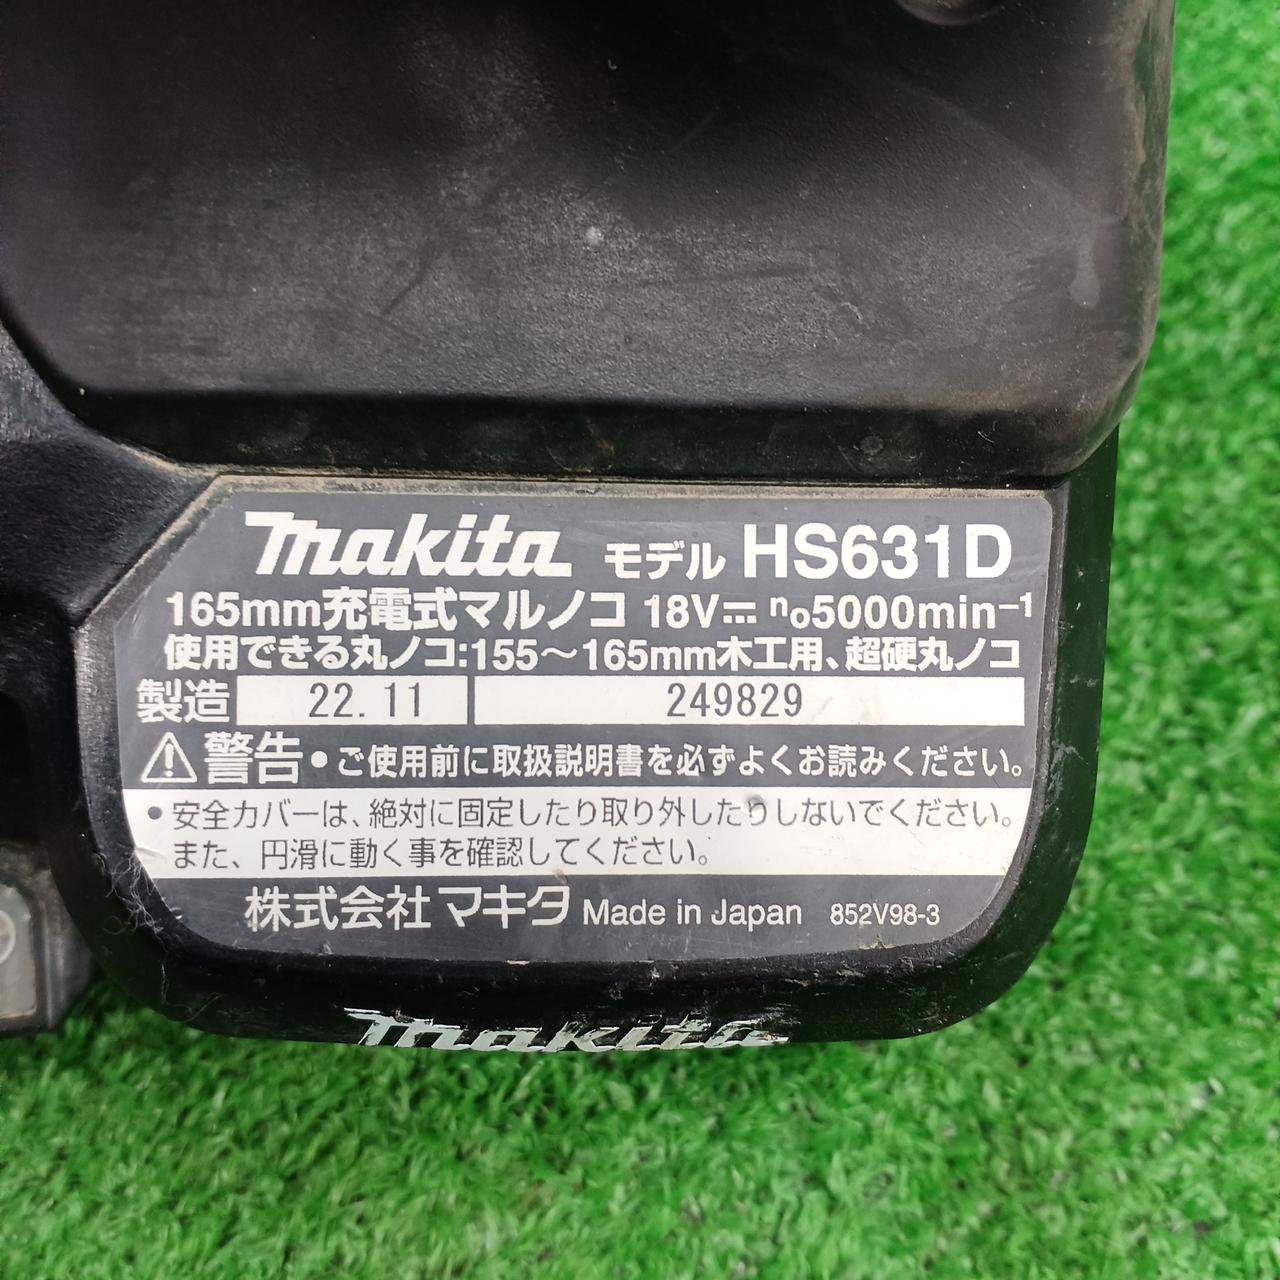 makita モデル HS631D
165mm充電式マルノコ 18V⎓ n₀5000min⁻¹
使用できる丸ノコ:155～165mm木工用、超硬丸ノコ
製造 22.11 249829
⚠警告•ご使用前に取扱説明書を必ずよくお読みください。
•安全カバーは、絶対に固定したり取り外したりしないでください。
また、円滑に動く事を確認してください。
株式会社マキタ Made in Japan 852V98-3
makita